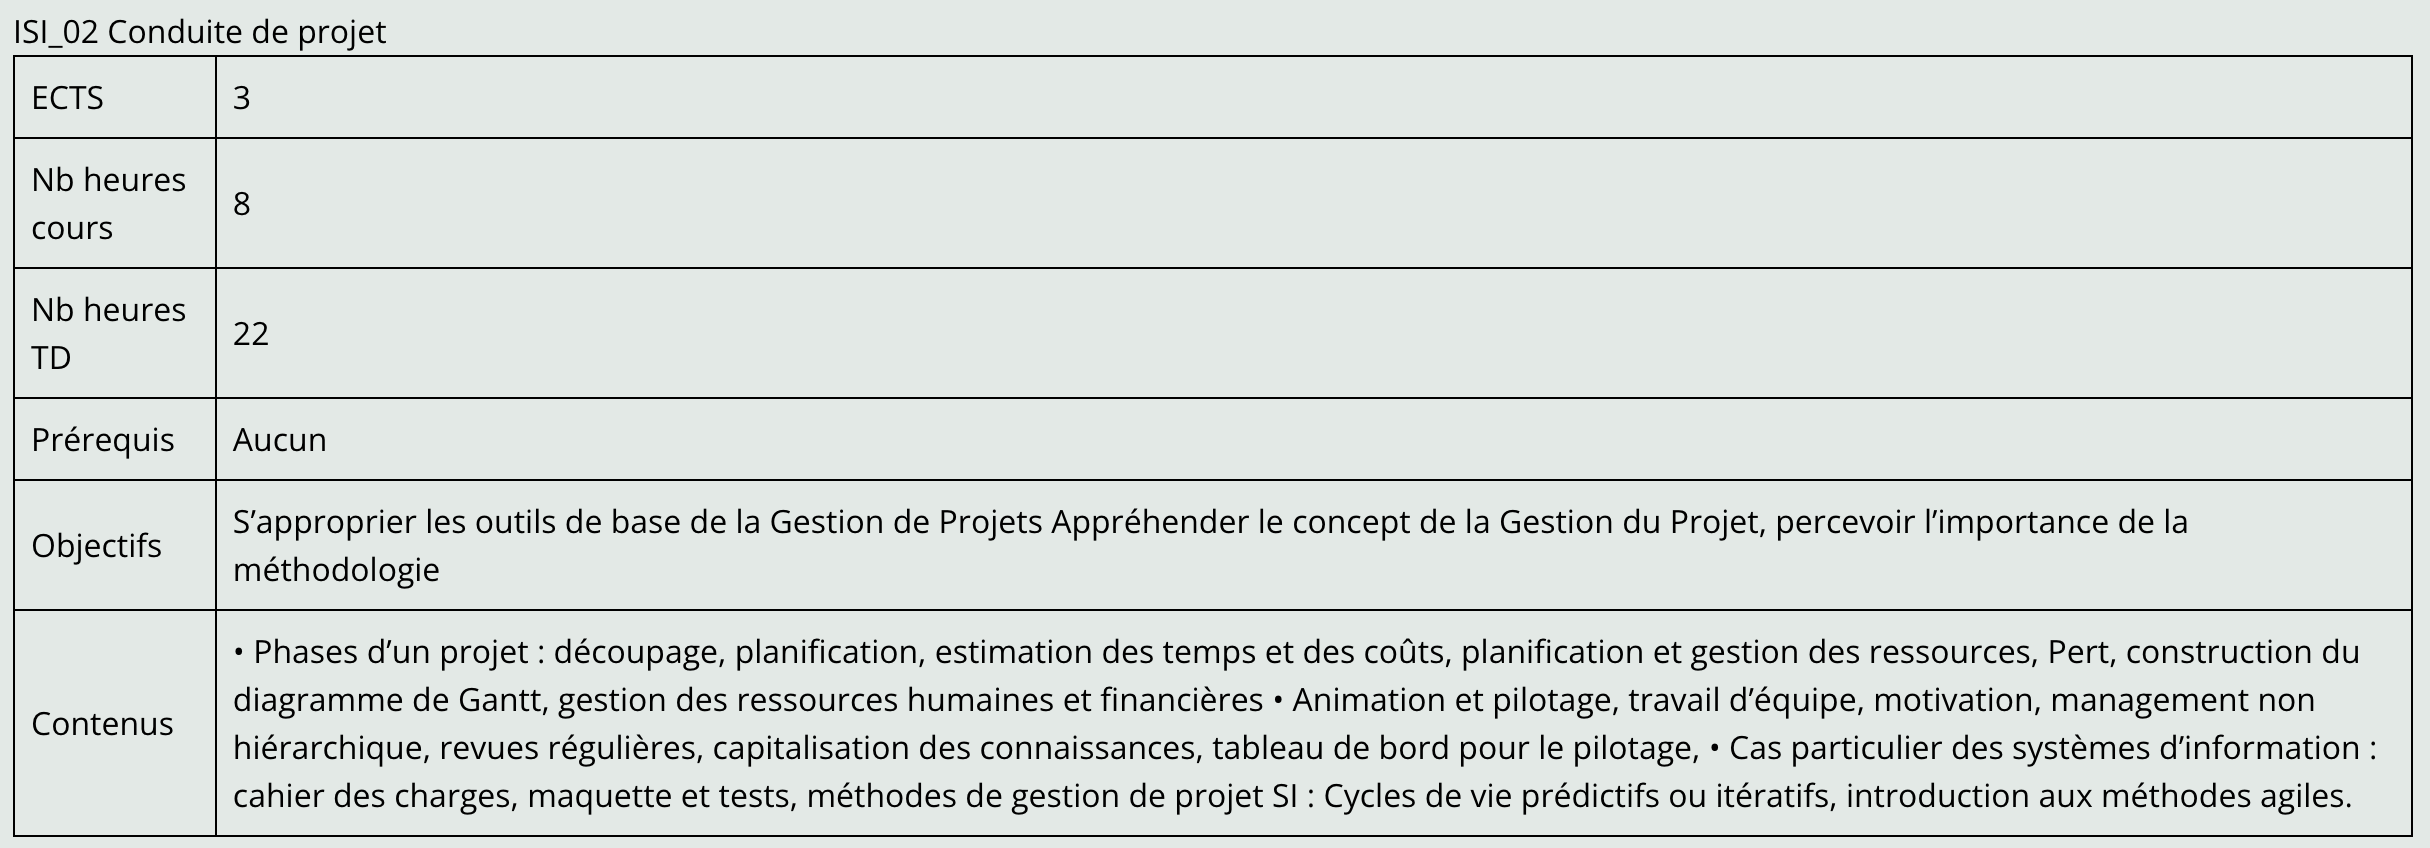 ISI_02 Conduite de projet
ECTS
3
Nb heures
cours
8
Nb heures
TD
22
Prérequis
Aucun
Objectifs
S’approprier les outils de base de la Gestion de Projets Appréhender le concept de la Gestion du Projet, percevoir l’importance de la
méthodologie
Contenus
• Phases d’un projet : découpage, planification, estimation des temps et des coûts, planification et gestion des ressources, Pert, construction du
diagramme de Gantt, gestion des ressources humaines et financières • Animation et pilotage, travail d’équipe, motivation, management non
hiérarchique, revues régulières, capitalisation des connaissances, tableau de bord pour le pilotage, • Cas particulier des systèmes d’information :
cahier des charges, maquette et tests, méthodes de gestion de projet SI : Cycles de vie prédictifs ou itératifs, introduction aux méthodes agiles.